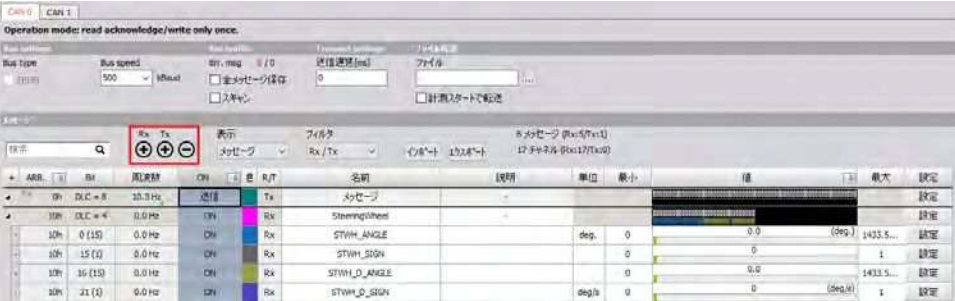 CAN 0 CAN 1
Operation mode: read acknowledge/write only once.
Bus type Bus speed err. msg 0 / 0 送信遅延[ms] ファイル
500 kBaud 全メッセージ保存 0 ...
スキャン 計測スタートで転送
Rx Tx 表示 フィルタ 6 メッセージ (Rx:5/Tx:1)
検索 メッセージ Rx/Tx インポート エクスポート 17 チャネル (Rx:17/Tx:0)
ARB. Bit 周波数 ON 色 R/T 名前 説明 単位 最小 値 最大 設定
0h DLC = 8 10.3 Hz 送信 Tx メッセージ - 設定
10h DLC = 4 0.0 Hz ON Rx SteeringWheel - 設定
10h 0 (15) 0.0 Hz ON Rx STWH_ANGLE deg. 0 0.0 (deg.) 1433.5... 設定
10h 15 (1) 0.0 Hz ON Rx STWH_SIGN 0 0 1 設定
10h 16 (15) 0.0 Hz ON Rx STWH_D_ANGLE 0 0.0 1433.5... 設定
10h 31 (1) 0.0 Hz ON Rx STWH_D_SIGN deg/s 0 0 (deg/s) 1 設定